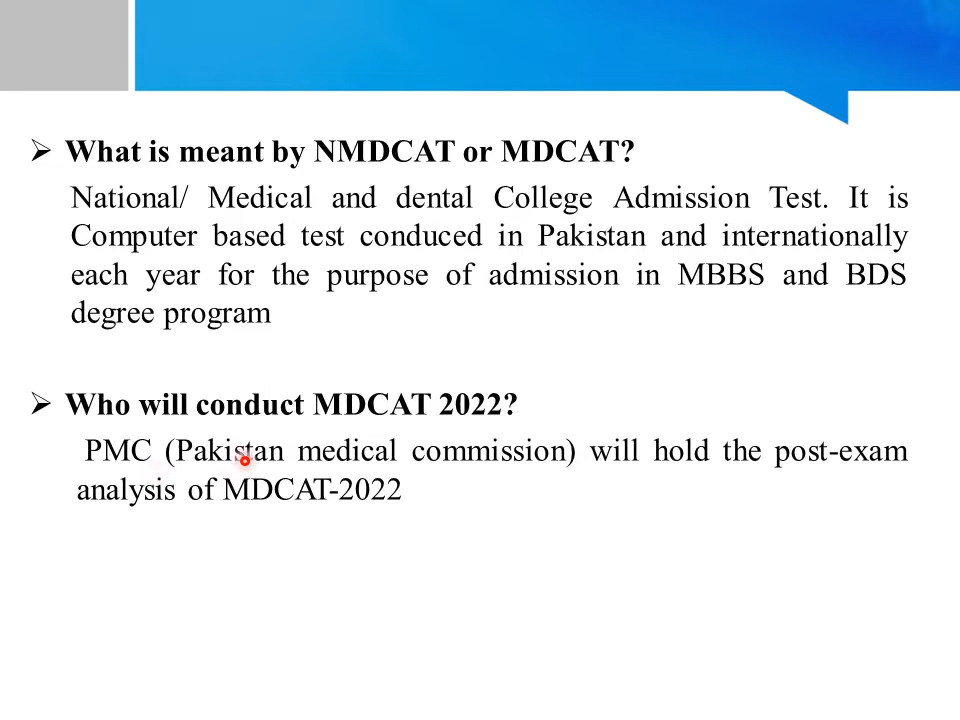 ➢ What is meant by NMDCAT or MDCAT?
National/ Medical and dental College Admission Test. It is
Computer based test conduced in Pakistan and internationally
each year for the purpose of admission in MBBS and BDS
degree program
➢ Who will conduct MDCAT 2022?
PMC (Pakistan medical commission) will hold the post-exam
analysis of MDCAT-2022